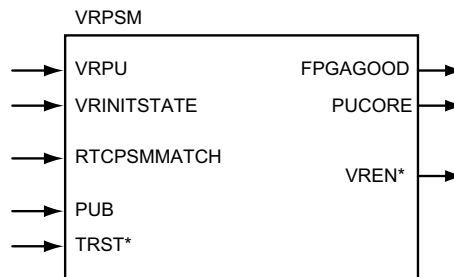 VRPSM
VRPU FPGAGOOD
VRINITSTATE PUCORE
RTCPSMMATCH
VREN*
PUB
TRST*